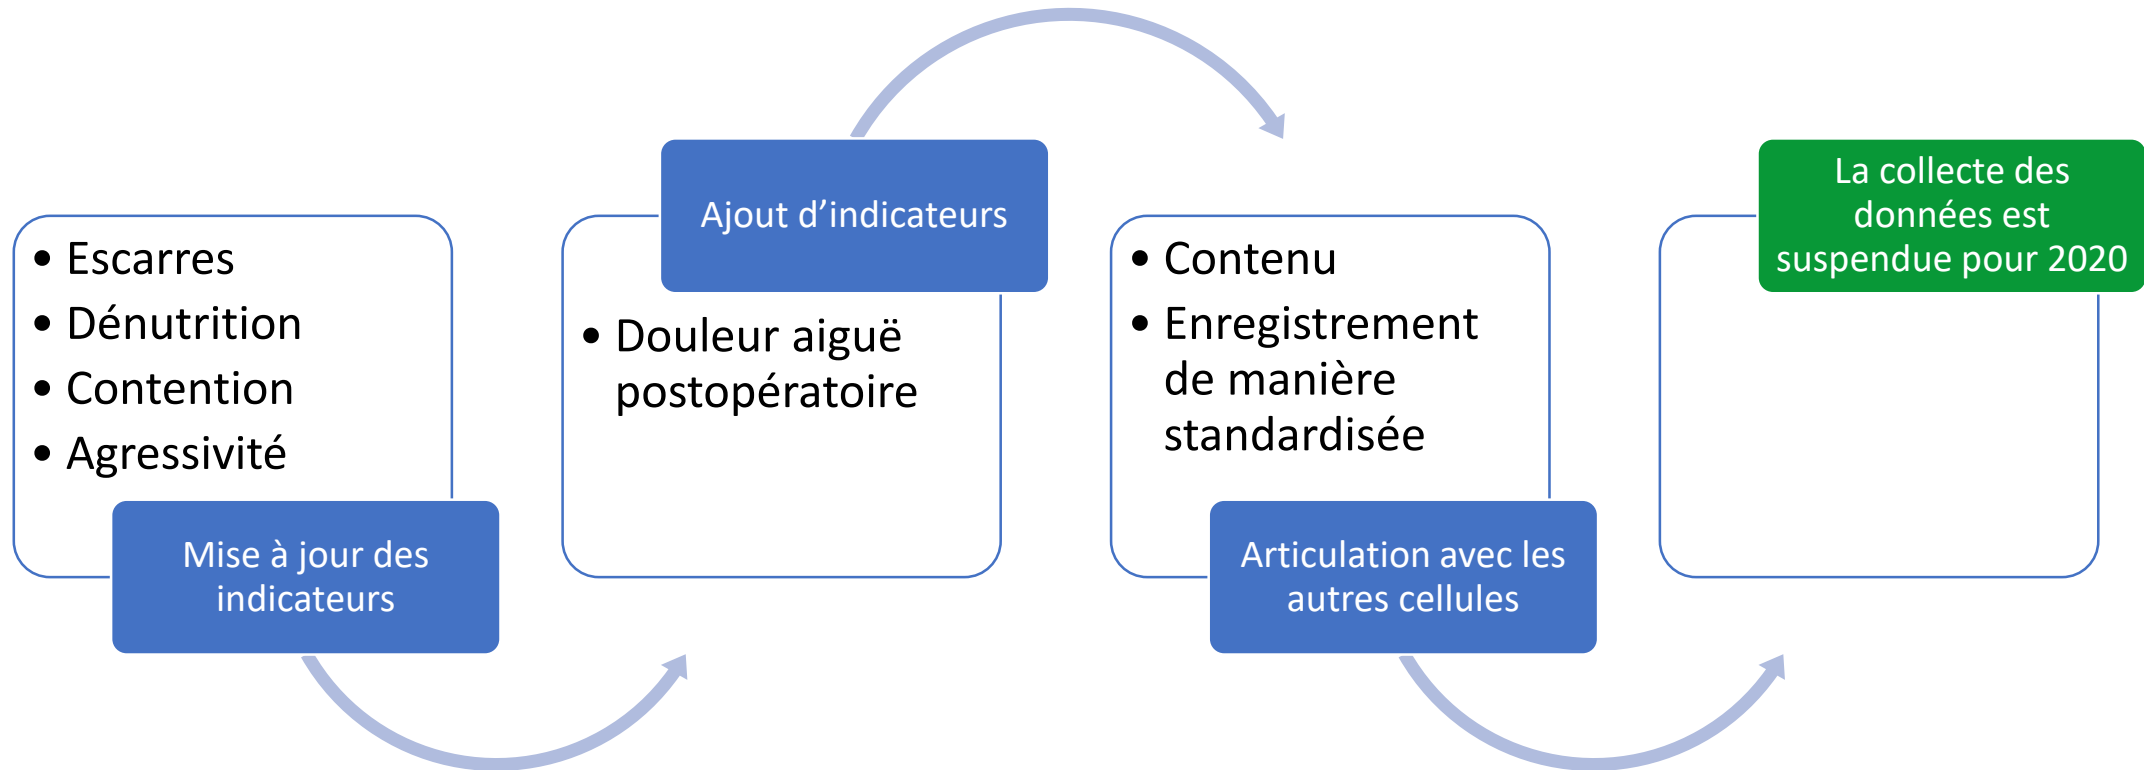 • Escarres
• Dénutrition
• Contention
• Agressivité
Mise à jour des
indicateurs
Ajout d’indicateurs
• Douleur aiguë
postopératoire
• Contenu
• Enregistrement
de manière
standardisée
Articulation avec les
autres cellules
La collecte des
données est
suspendue pour 2020